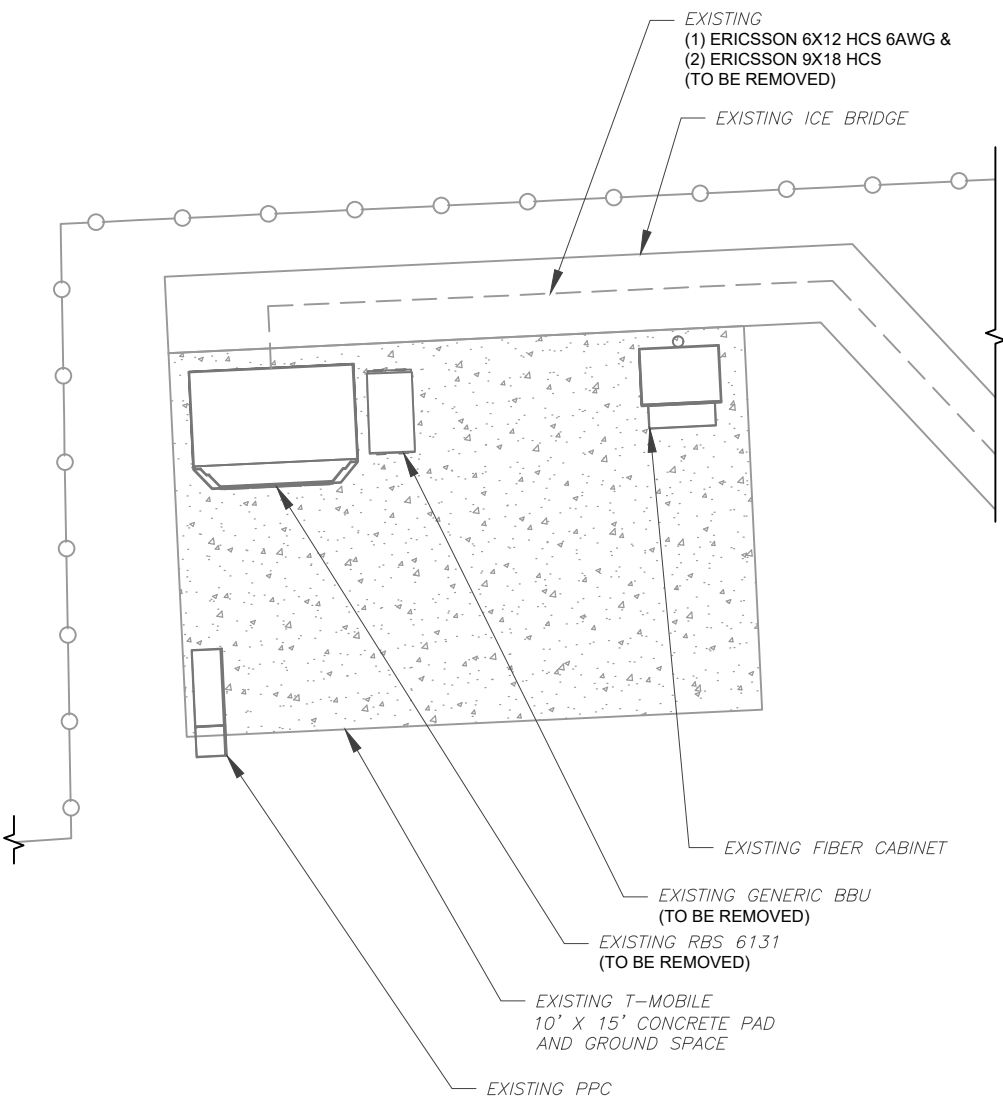 EXISTING
(1) ERICSSON 6X12 HCS 6AWG &
(2) ERICSSON 9X18 HCS
(TO BE REMOVED)
EXISTING ICE BRIDGE
EXISTING FIBER CABINET
EXISTING GENERIC BBU
(TO BE REMOVED)
EXISTING RBS 6131
(TO BE REMOVED)
EXISTING T-MOBILE
10' X 15' CONCRETE PAD
AND GROUND SPACE
EXISTING PPC